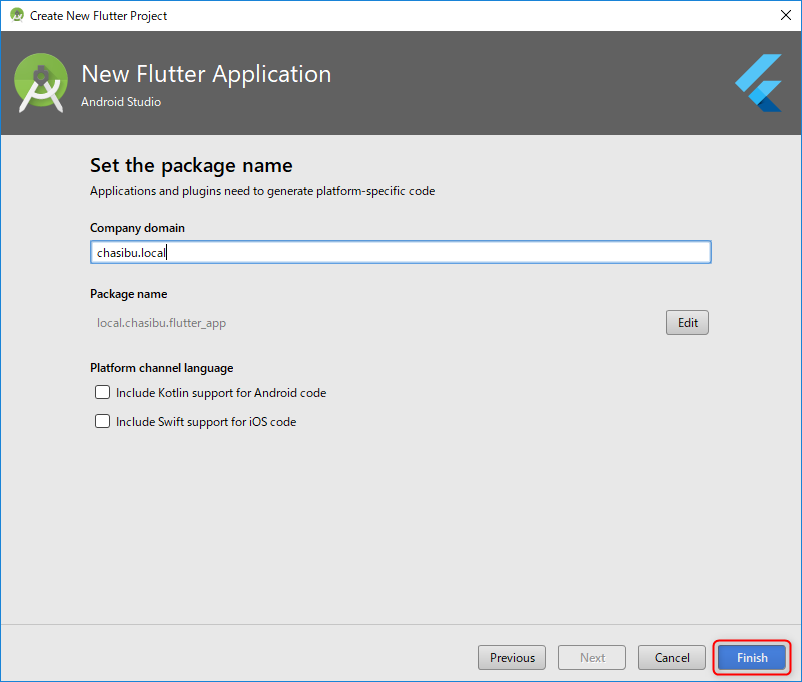 Create New Flutter Project
New Flutter Application
Android Studio
Set the package name
Applications and plugins need to generate platform-specific code
Company domain
chasibu.local
Package name
local.chasibu.flutter_app
Edit
Platform channel language
Include Kotlin support for Android code
Include Swift support for iOS code
Previous Next Cancel Finish